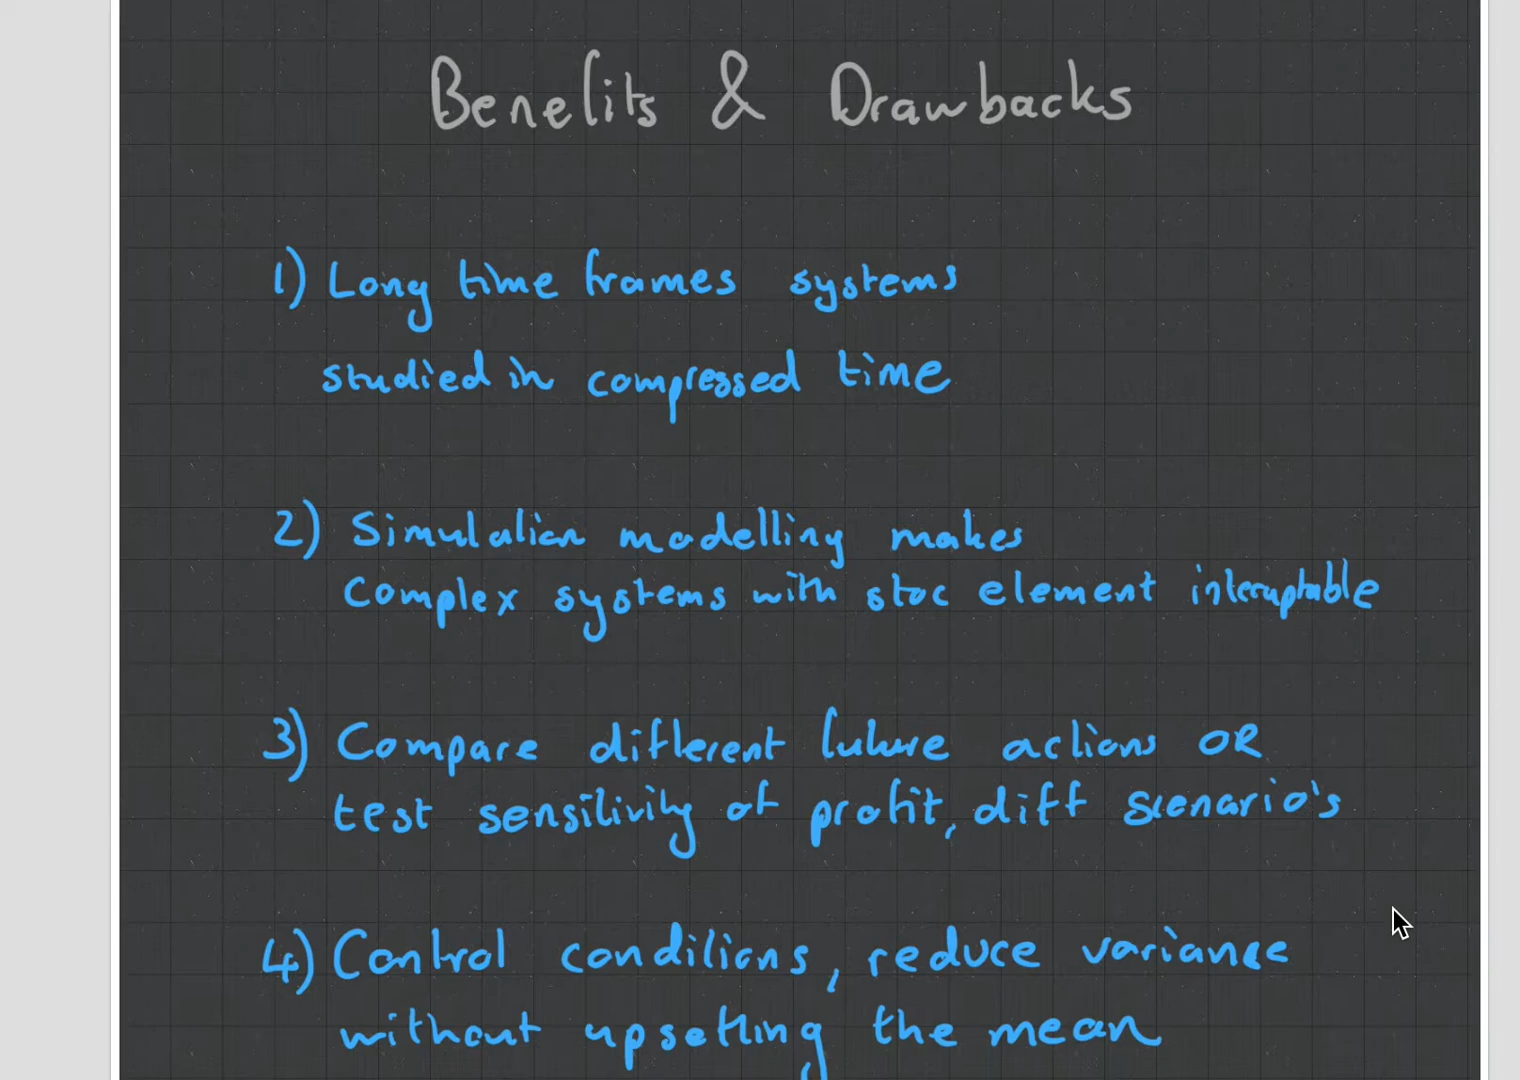 Benefits & Drawbacks
1) Long time frames systems
studied in compressed time
2) Simulation modelling makes
Complex systems with stoc element
3) Compare different future actions OR
test sensitivity of profit, diff scenario's
4) Control conditions, reduce variance
without upsetting the mean